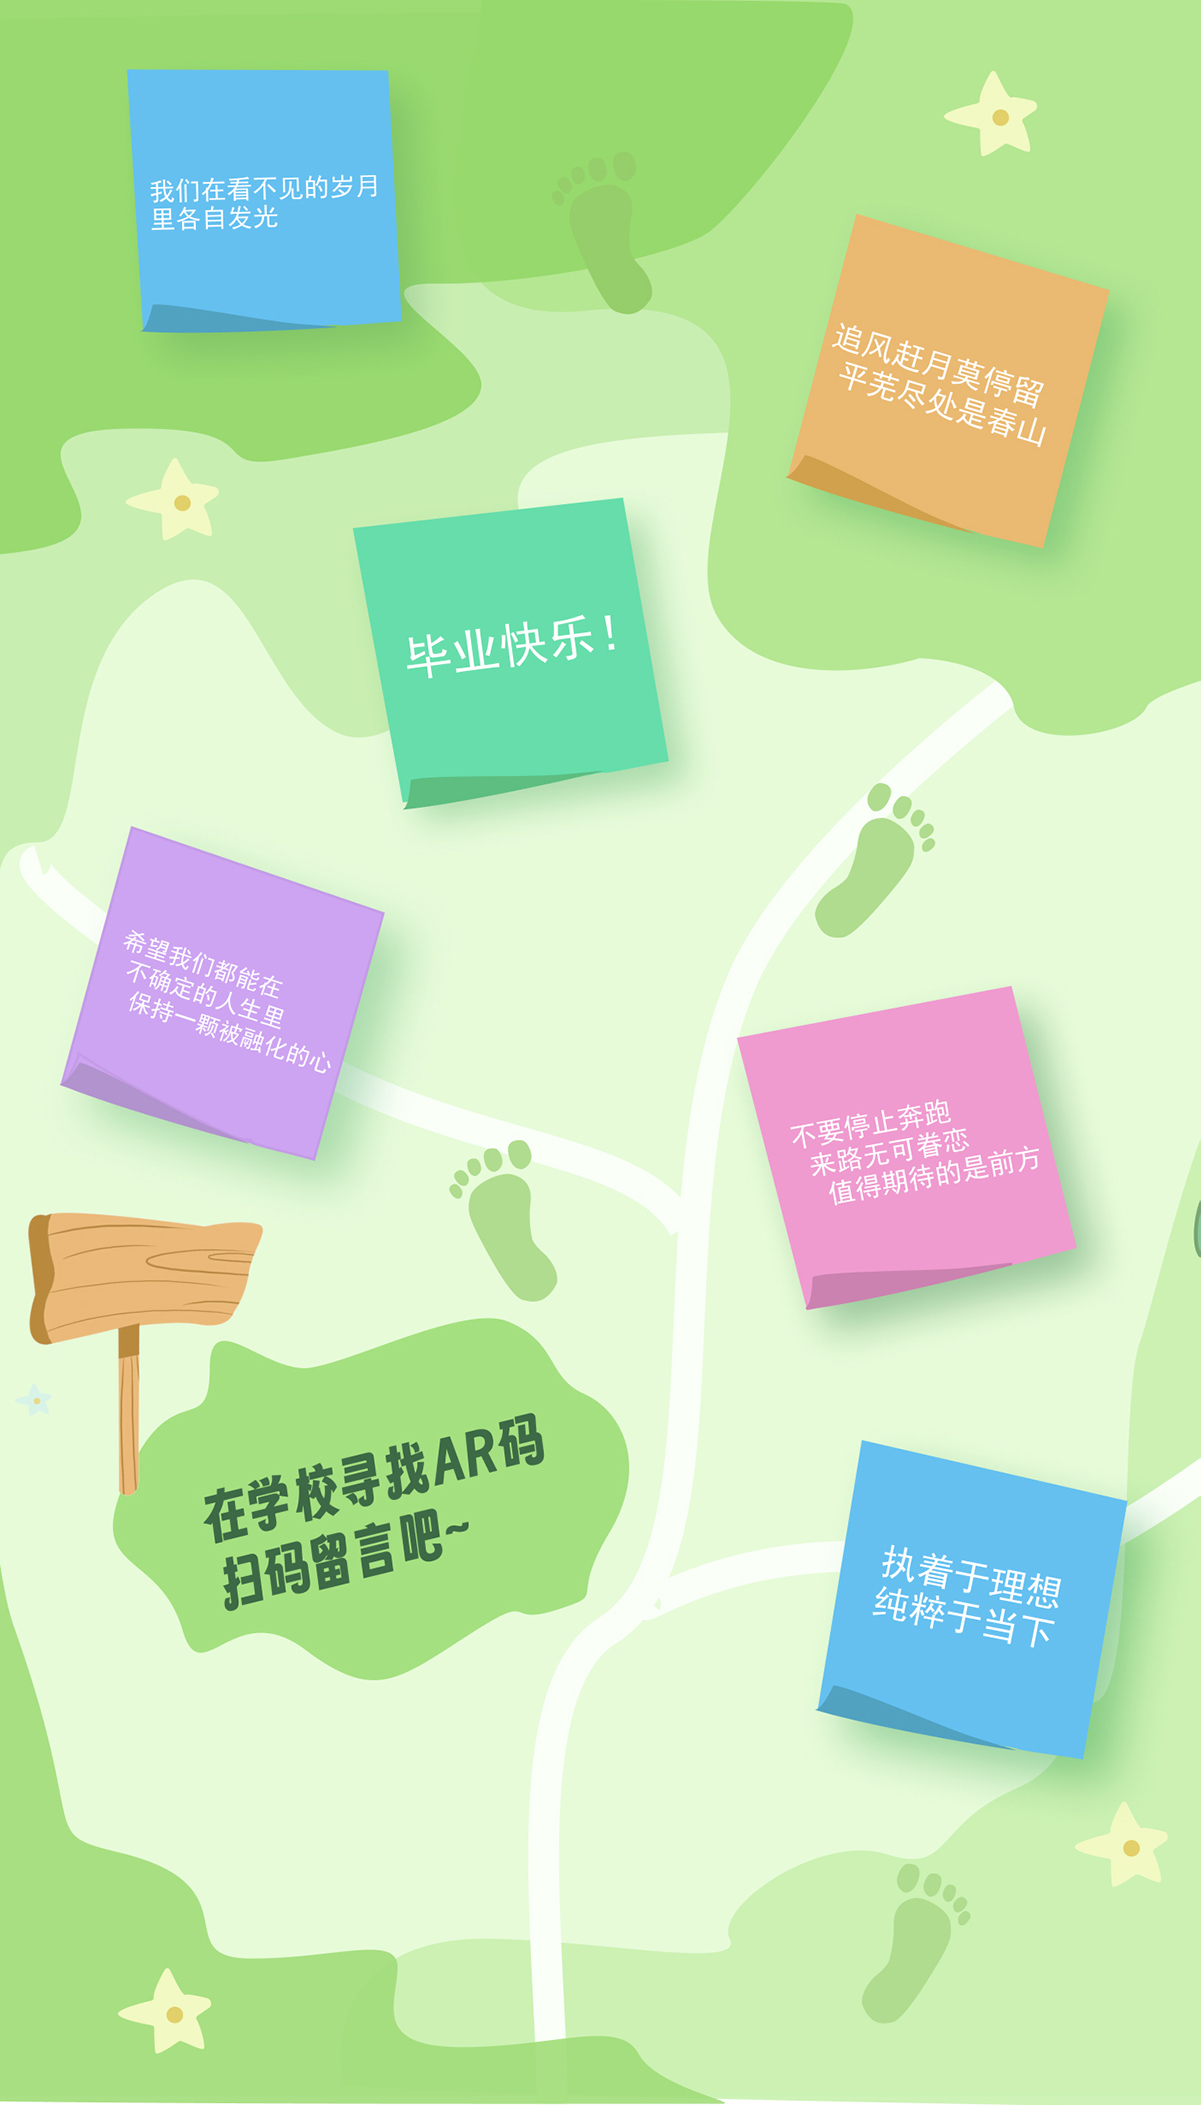 我们在看不见的岁月
里各自发光
追风赶月莫停留
平芜尽处是春山
毕业快乐！
希望我们都能在
不确定的人生里
保持一颗被融化的心
不要停止奔跑
来路无可眷恋
值得期待的是前方
在学校寻找AR码
扫码留言吧~
执着于理想
纯粹于当下